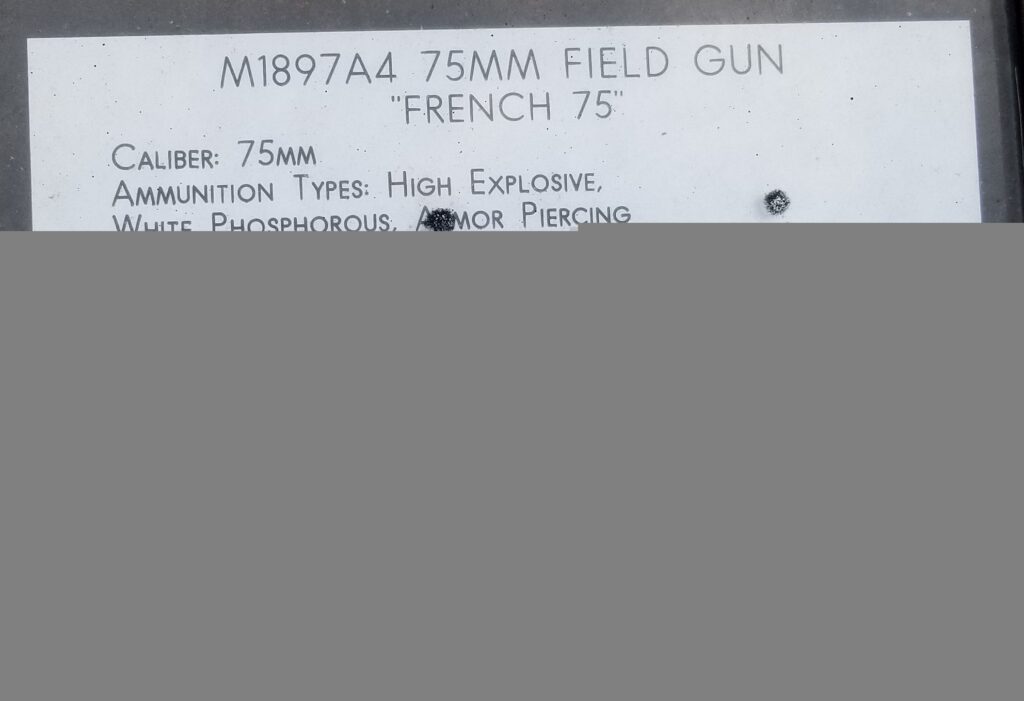 M1897A4 75MM FIELD GUN
"FRENCH 75"
CALIBER: 75MM
AMMUNITION TYPES: HIGH EXPLOSIVE,
WHITE PHOSPHOROUS, ARMOR PIERCING